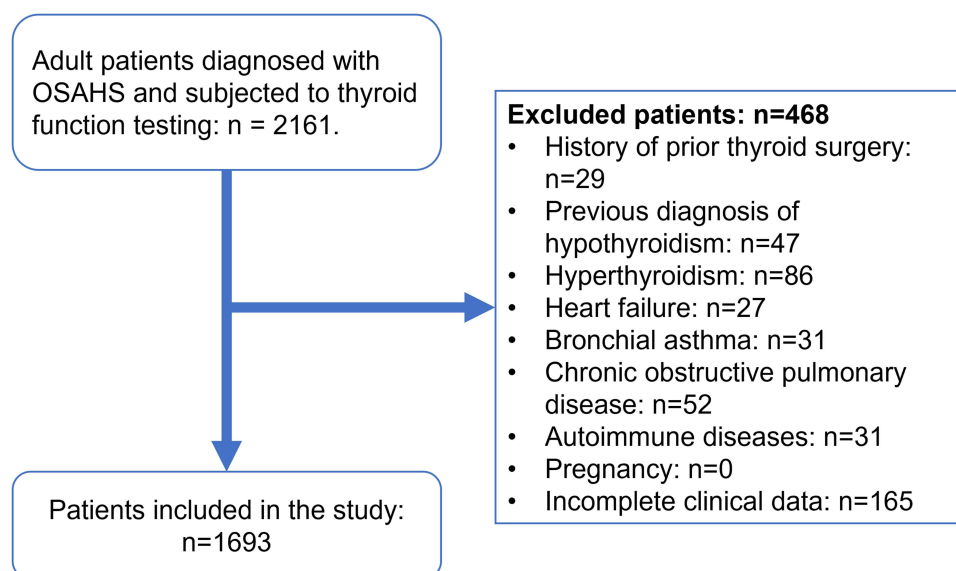 Adult patients diagnosed with
OSAHS and subjected to thyroid
function testing: n = 2161.
Excluded patients: n=468
• History of prior thyroid surgery:
n=29
• Previous diagnosis of
hypothyroidism: n=47
• Hyperthyroidism: n=86
• Heart failure: n=27
• Bronchial asthma: n=31
• Chronic obstructive pulmonary
disease: n=52
• Autoimmune diseases: n=31
• Pregnancy: n=0
• Incomplete clinical data: n=165
Patients included in the study:
n=1693